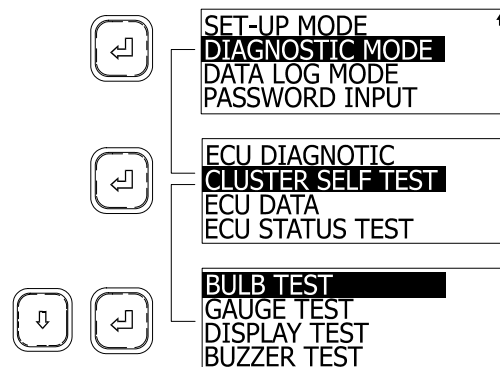 SET-UP MODE
DIAGNOSTIC MODE
DATA LOG MODE
PASSWORD INPUT
ECU DIAGNOTIC
CLUSTER SELF TEST
ECU DATA
ECU STATUS TEST
BULB TEST
GAUGE TEST
DISPLAY TEST
BUZZER TEST